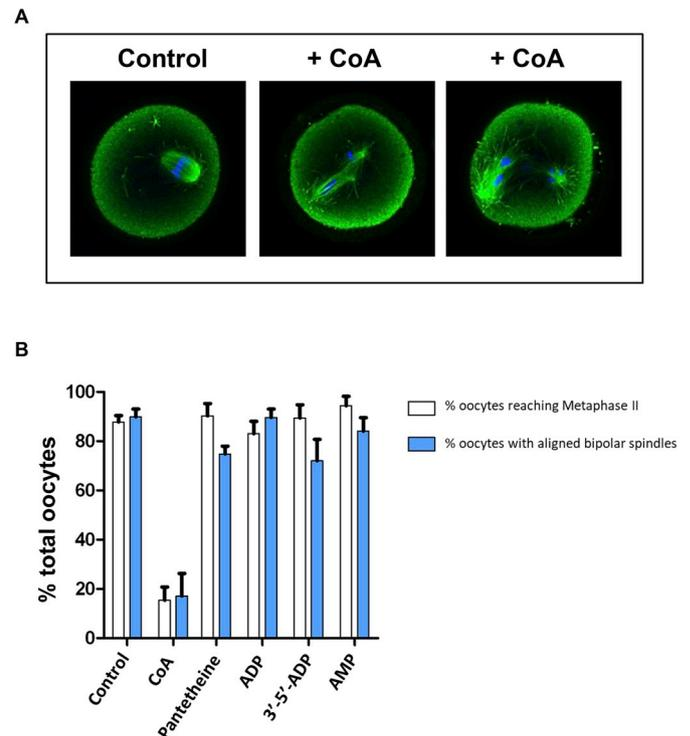 A
Control
+ CoA
+ CoA
B
% total oocytes
100
80
60
40
20
0
Control
CoA
Pantetheine
ADP
3'-5'-ADP
AMP
% oocytes reaching Metaphase II
% oocytes with aligned bipolar spindles